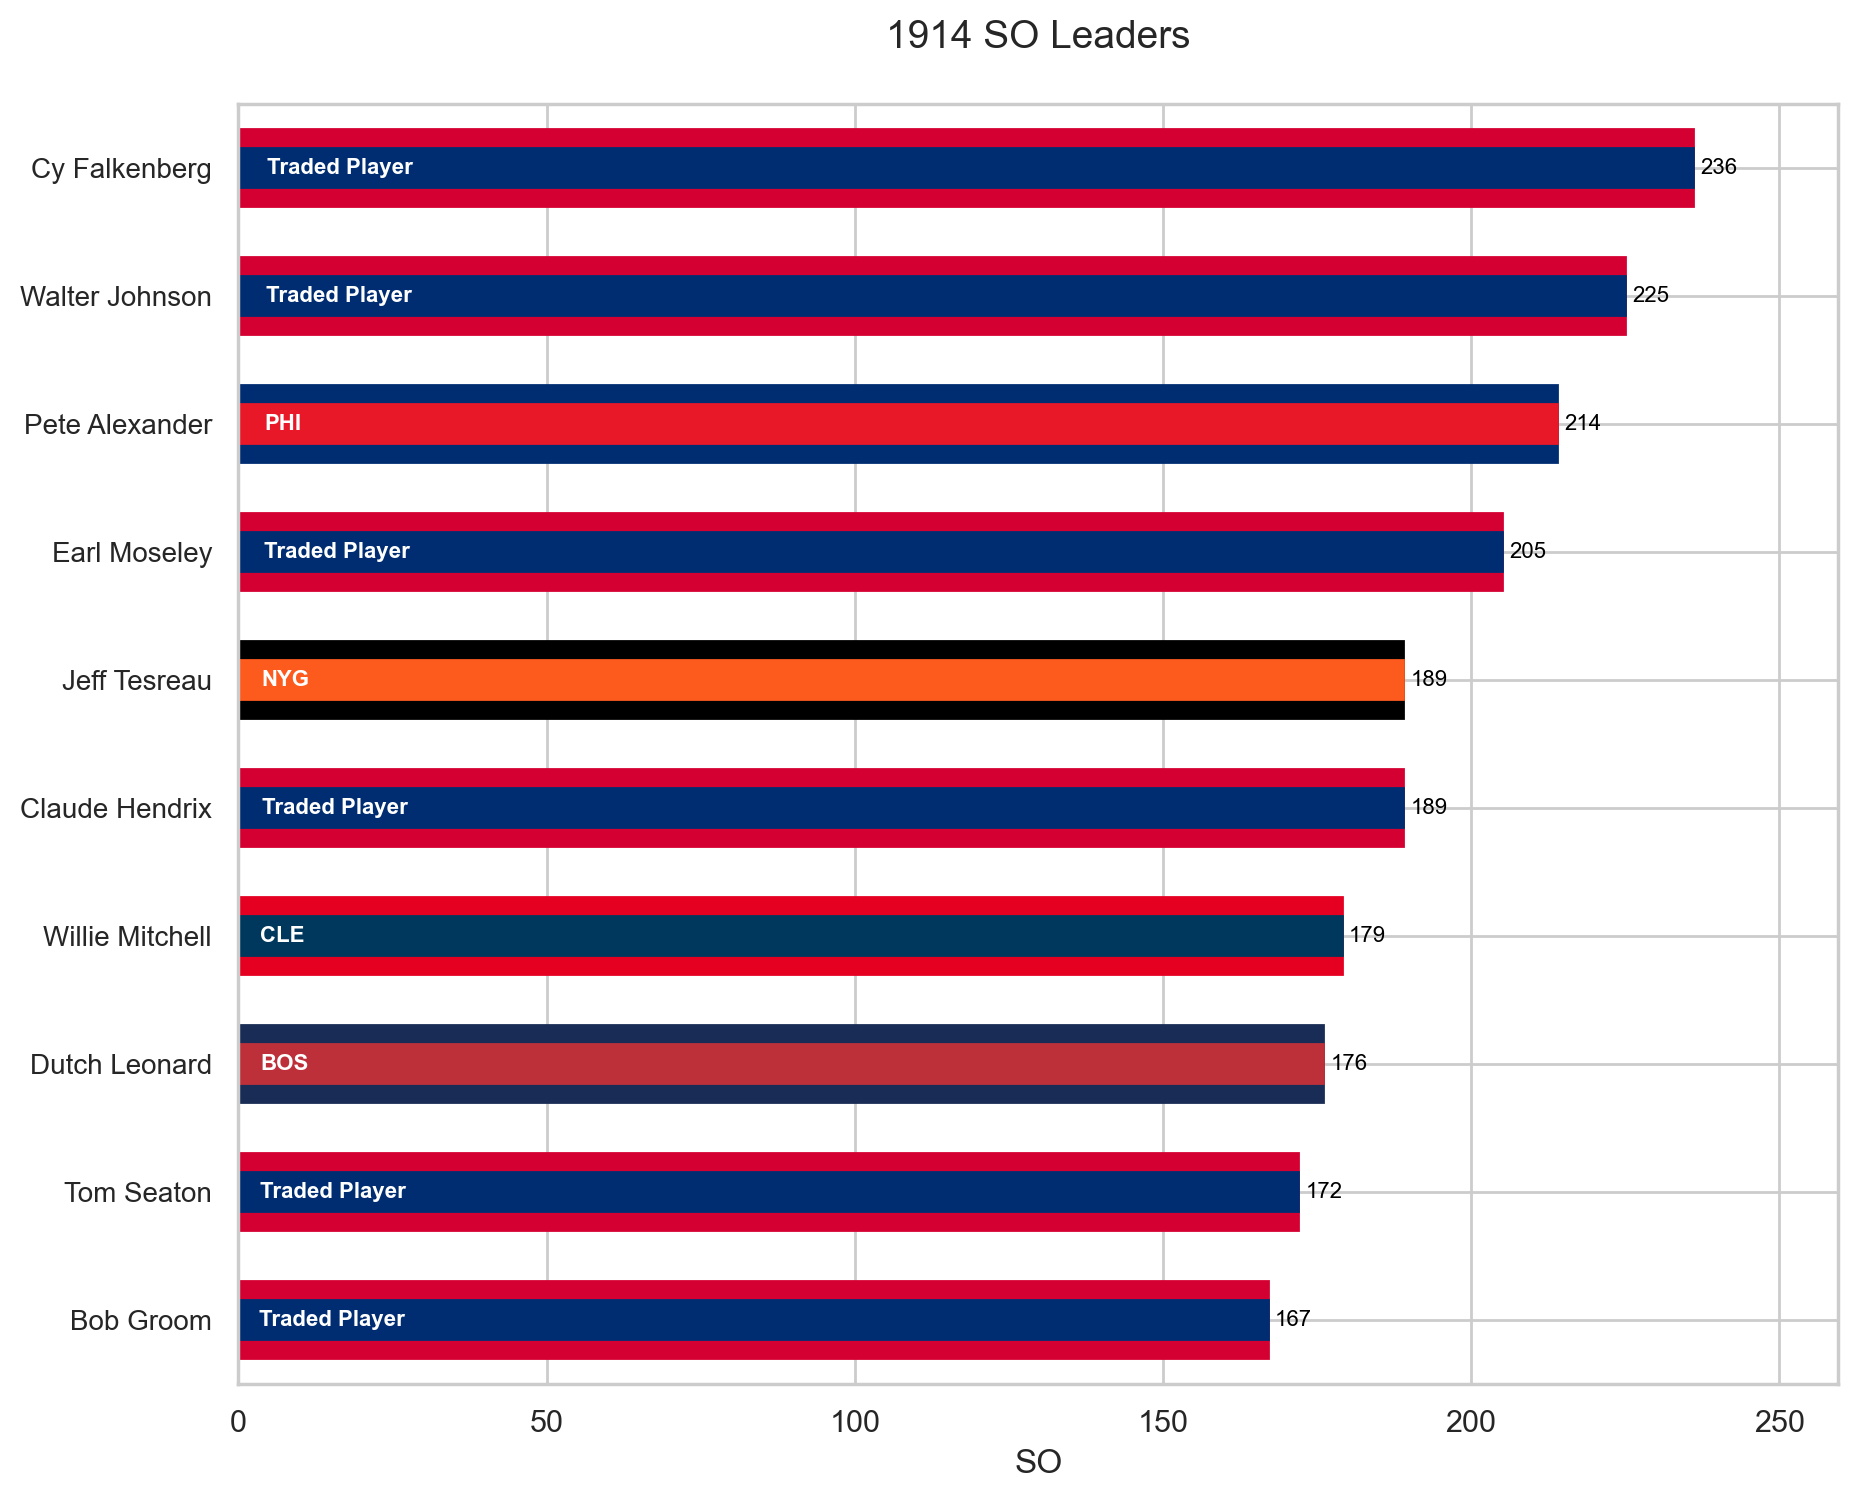 1914 SO Leaders
Cy Falkenberg Traded Player 236
Walter Johnson Traded Player 225
Pete Alexander PHI 214
Earl Moseley Traded Player 205
Jeff Tesreau NYG 189
Claude Hendrix Traded Player 189
Willie Mitchell CLE 179
Dutch Leonard BOS 176
Tom Seaton Traded Player 172
Bob Groom Traded Player 167
0 50 100 150 200 250
SO